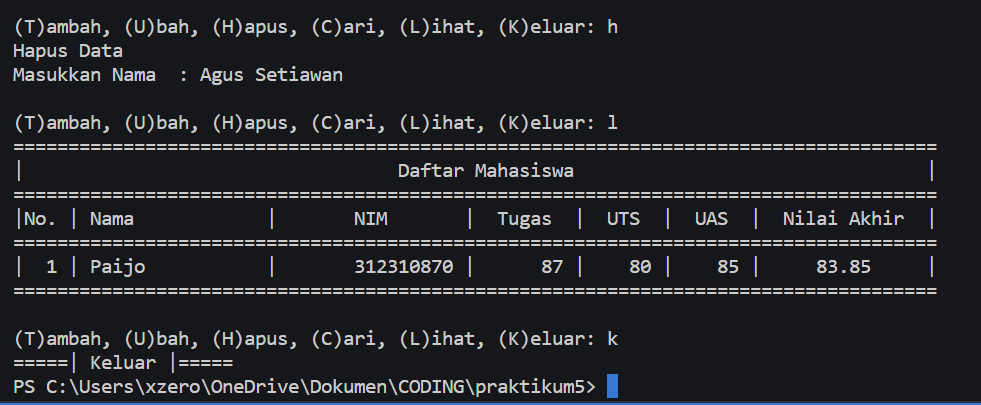 (T)ambah, (U)bah, (H)apus, (C)ari, (L)ihat, (K)eluar: h
Hapus Data
Masukkan Nama  : Agus Setiawan
(T)ambah, (U)bah, (H)apus, (C)ari, (L)ihat, (K)eluar: l
====================================================================================
|                                  Daftar Mahasiswa                                |
====================================================================================
|No. | Nama            |       NIM       |  Tugas  |  UTS  |  UAS  |  Nilai Akhir  |
====================================================================================
|  1 | Paijo           |       312310870 |      87 |    80 |    85 |     83.85     |
====================================================================================
(T)ambah, (U)bah, (H)apus, (C)ari, (L)ihat, (K)eluar: k
=====| Keluar |=====
PS C:\Users\xzero\OneDrive\Dokumen\CODING\praktikum5>